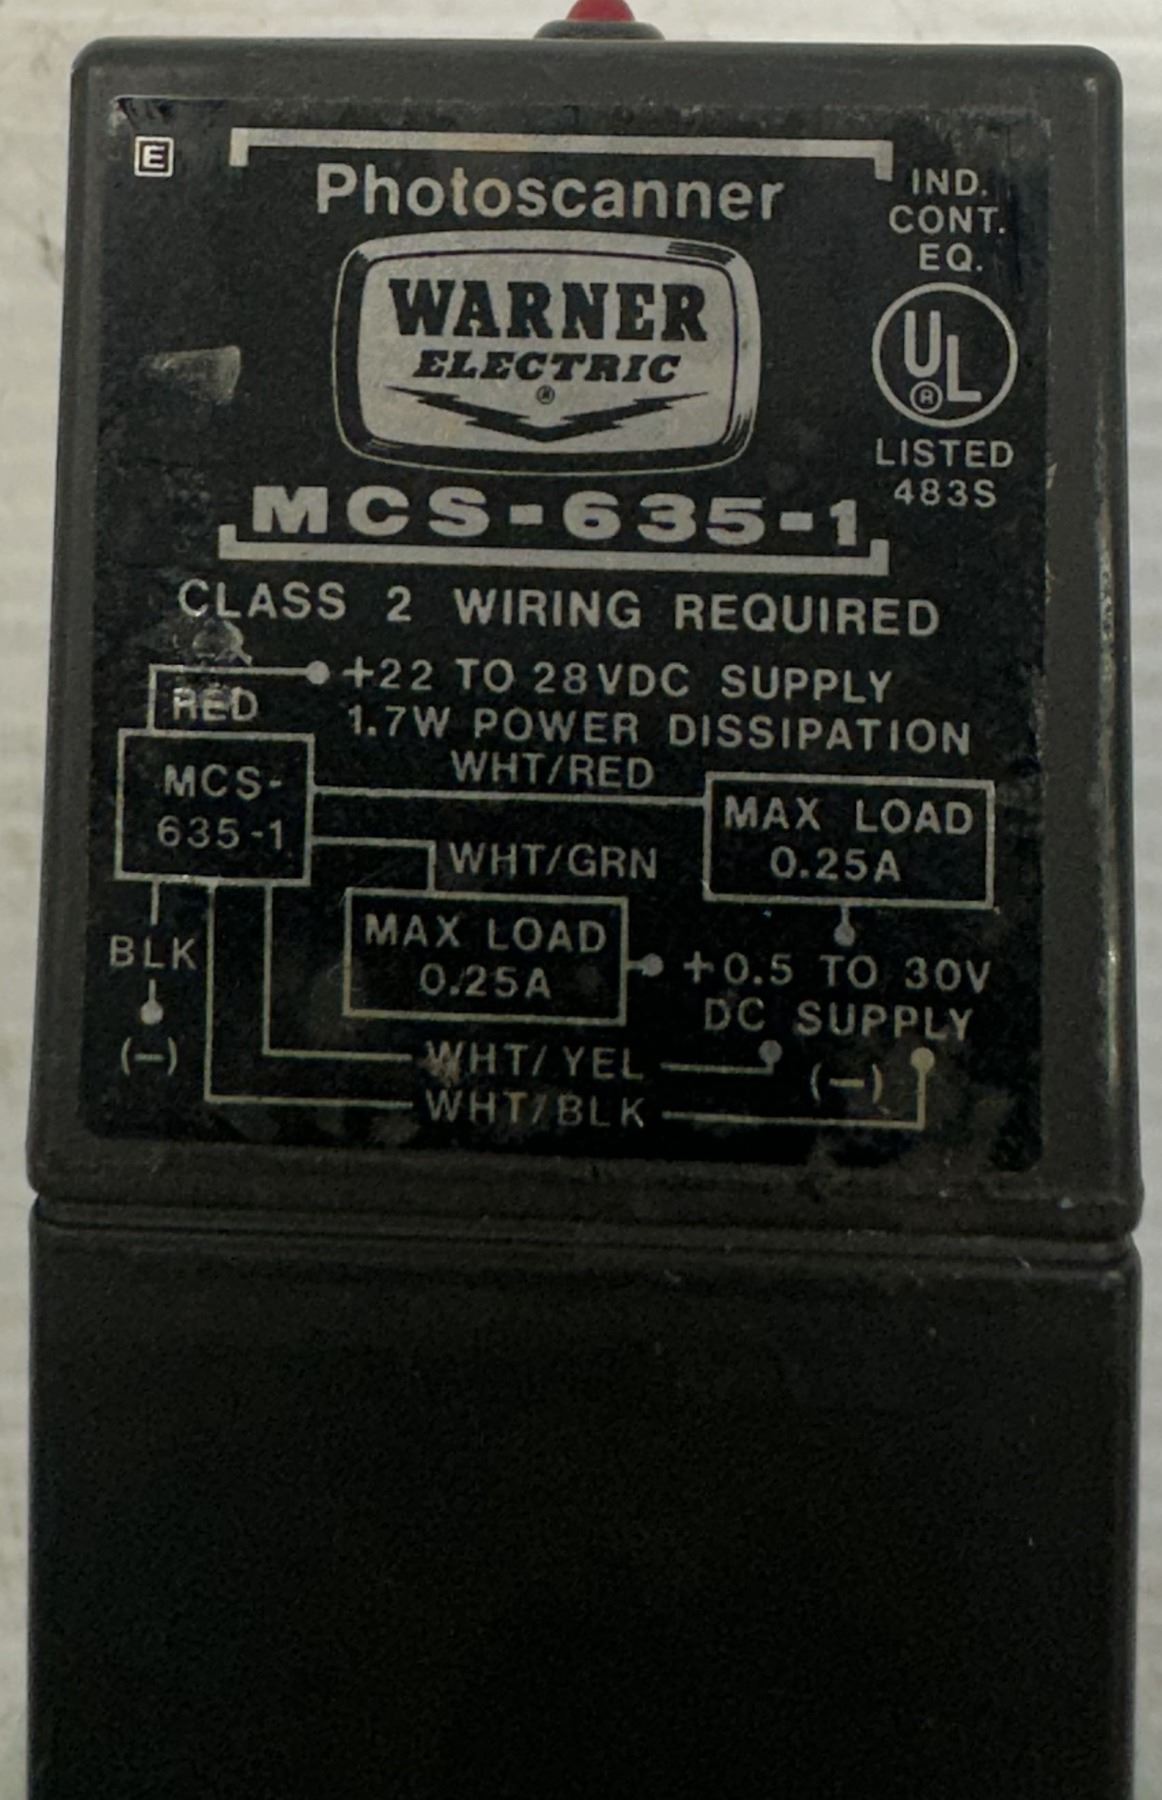 E
Photoscanner
IND.
CONT.
EQ.
WARNER
ELECTRIC
®
UL
®
LISTED
483S
MCS-635-1
CLASS 2 WIRING REQUIRED
+22 TO 28VDC SUPPLY
RED
1.7W POWER DISSIPATION
WHT/RED
MCS-
635-1
MAX LOAD
0.25A
WHT/GRN
MAX LOAD
0.25A
BLK
(-)
+0.5 TO 30V
DC SUPPLY
WHT/YEL
(-)
WHT/BLK